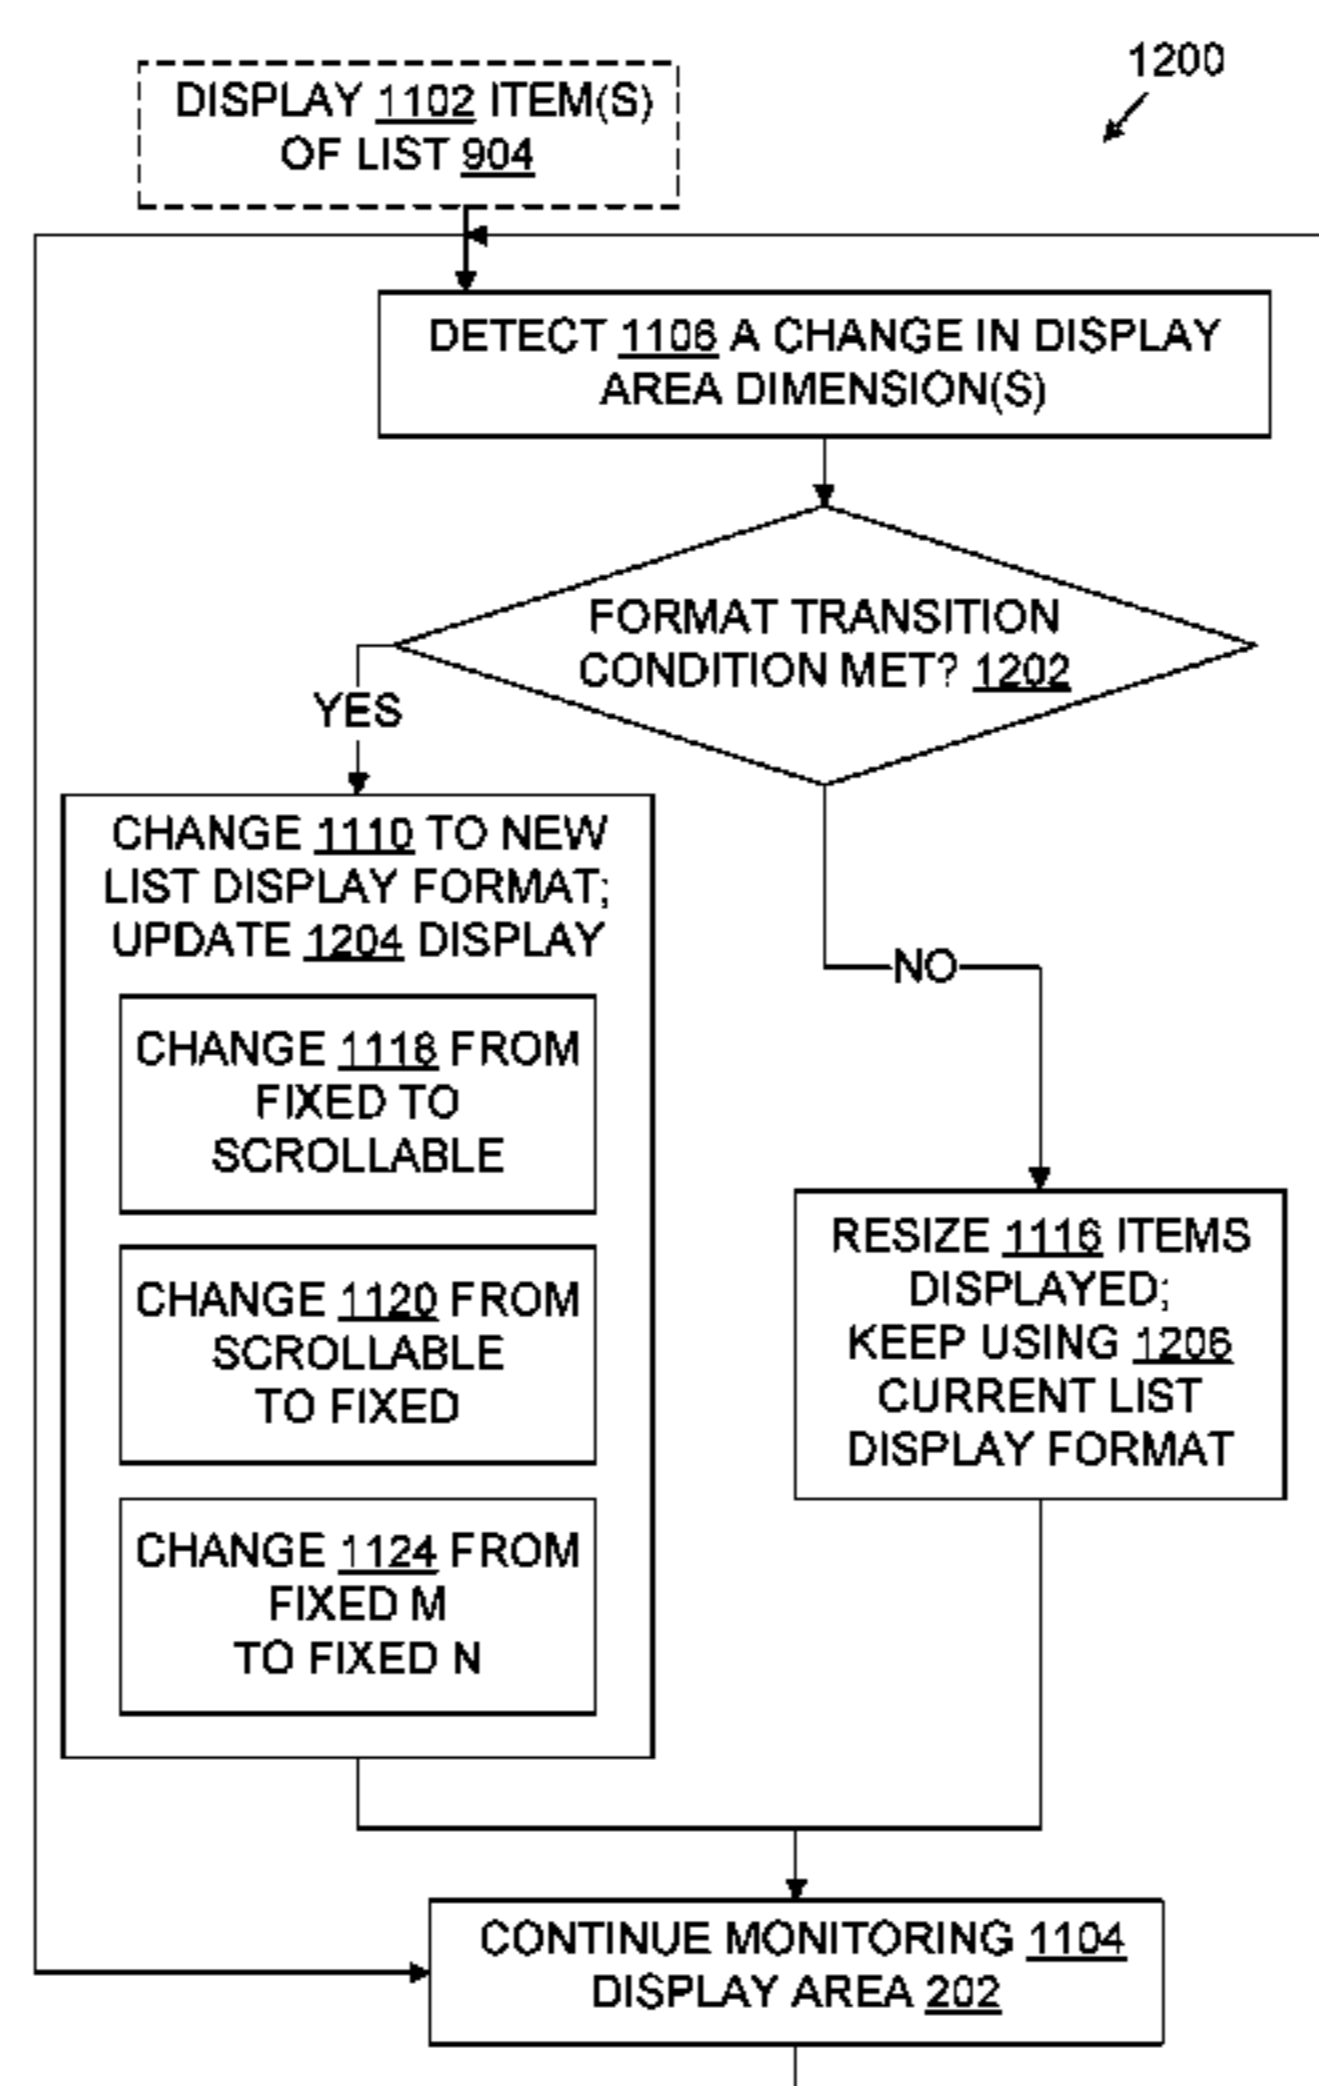 1200
DISPLAY 1102 ITEM(S)
OF LIST 904
DETECT 1106 A CHANGE IN DISPLAY
AREA DIMENSION(S)
FORMAT TRANSITION
CONDITION MET? 1202
YES
CHANGE 1110 TO NEW
LIST DISPLAY FORMAT;
UPDATE 1204 DISPLAY
CHANGE 1118 FROM
FIXED TO
SCROLLABLE
CHANGE 1120 FROM
SCROLLABLE
TO FIXED
CHANGE 1124 FROM
FIXED M
TO FIXED N
NO
RESIZE 1116 ITEMS
DISPLAYED;
KEEP USING 1206
CURRENT LIST
DISPLAY FORMAT
CONTINUE MONITORING 1104
DISPLAY AREA 202